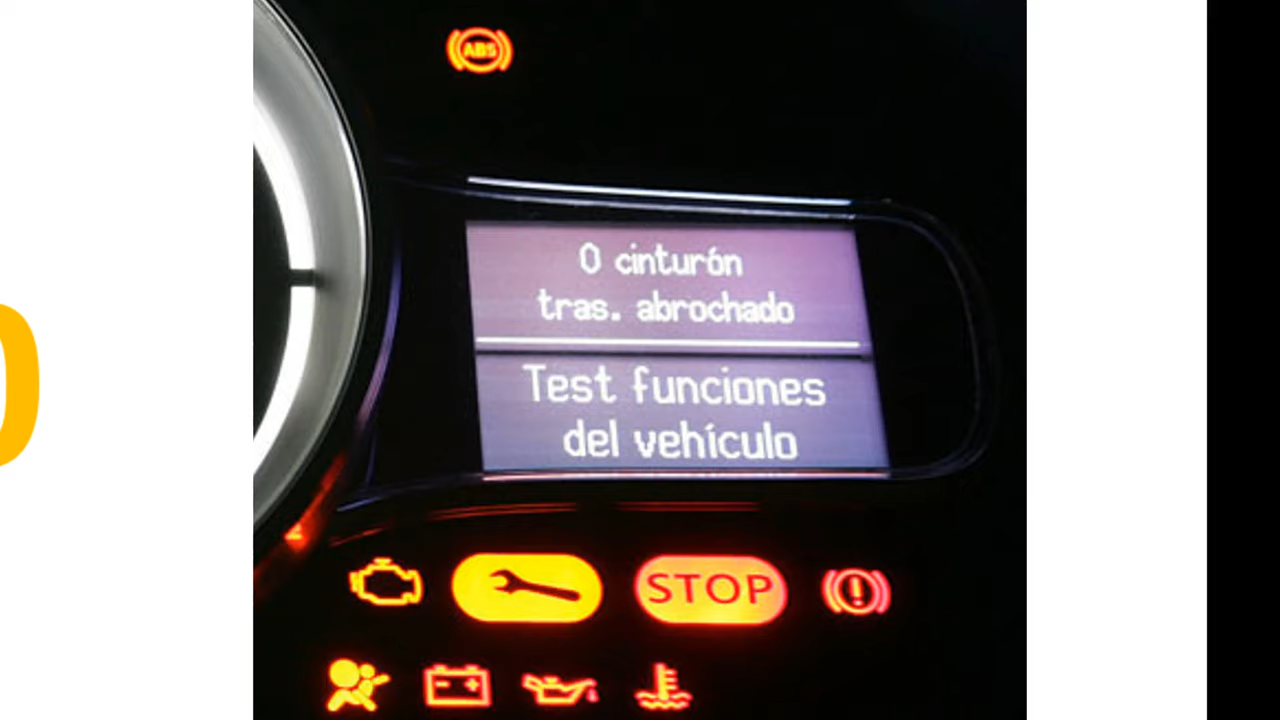 ABS
0 cinturón
tras. abrochado
Test funciones
del vehículo
STOP